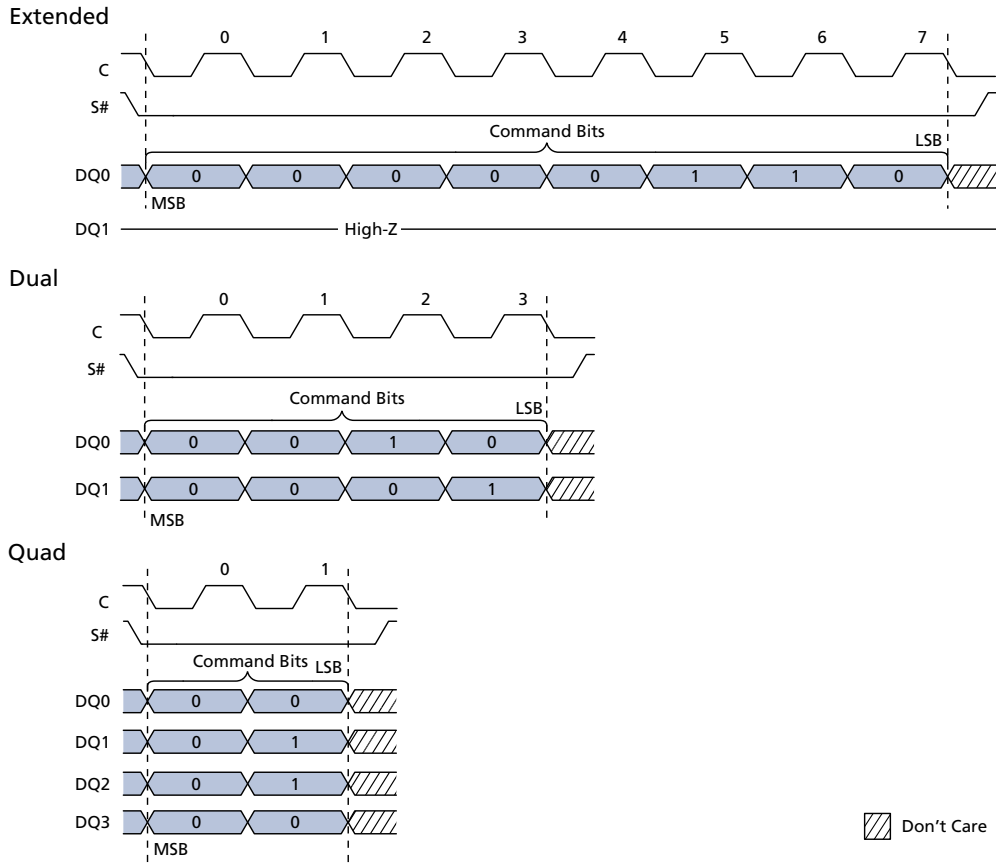 Extended
0 1 2 3 4 5 6 7
C
S#
Command Bits
LSB
DQ0 0 0 0 0 0 1 1 0
MSB
DQ1 High-Z
Dual
0 1 2 3
C
S#
Command Bits
LSB
DQ0 0 0 1 0
DQ1 0 0 0 1
MSB
Quad
0 1
C
S#
Command Bits LSB
DQ0 0 0
DQ1 0 1
DQ2 0 1
DQ3 0 0
MSB
Don't Care